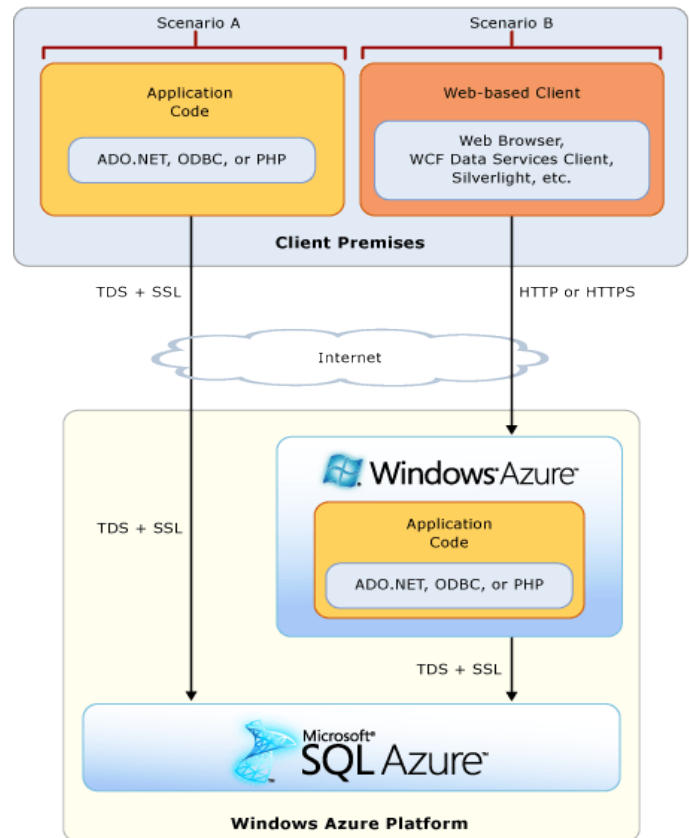 Scenario A
Scenario B
Application
Code
ADO.NET, ODBC, or PHP
Web-based Client
Web Browser,
WCF Data Services Client,
Silverlight, etc.
Client Premises
TDS + SSL
HTTP or HTTPS
Internet
Windows Azure™
Application
Code
ADO.NET, ODBC, or PHP
TDS + SSL
TDS + SSL
Microsoft®
SQL Azure™
Windows Azure Platform